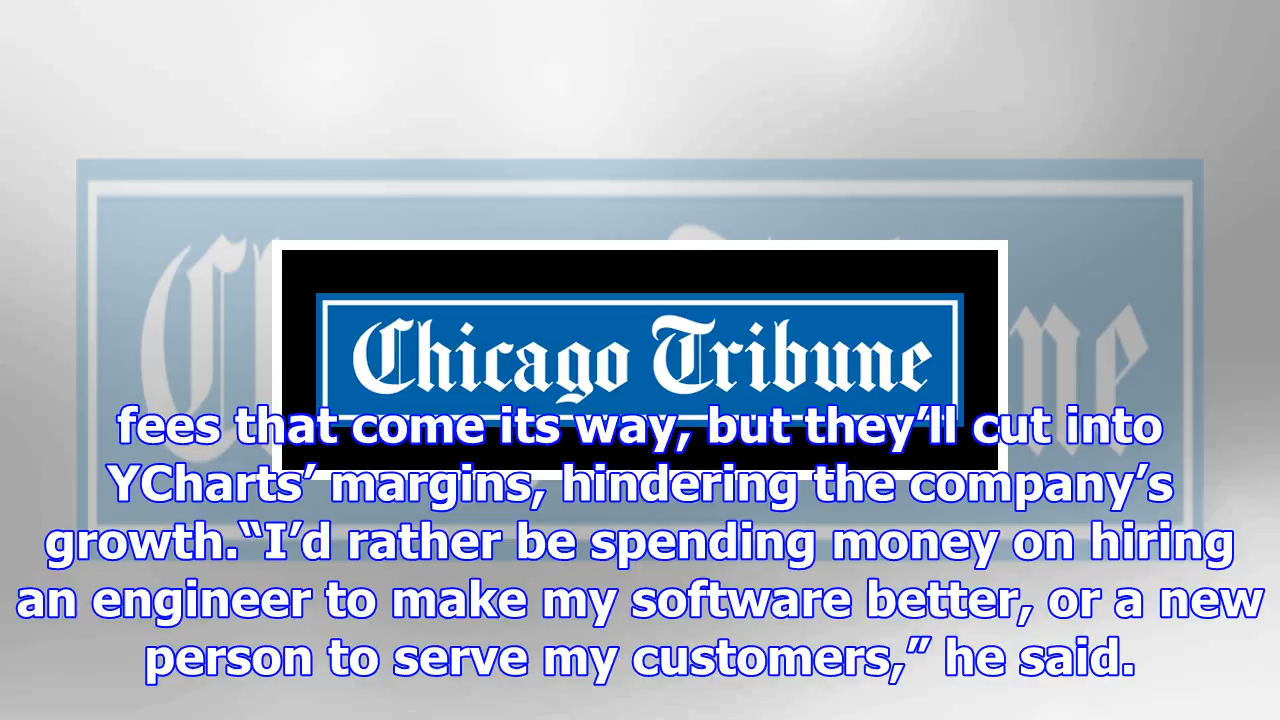 Chicago Tribune
fees that come its way, but they’ll cut into
YCharts’ margins, hindering the company’s
growth.“I’d rather be spending money on hiring
an engineer to make my software better, or a new
person to serve my customers,” he said.